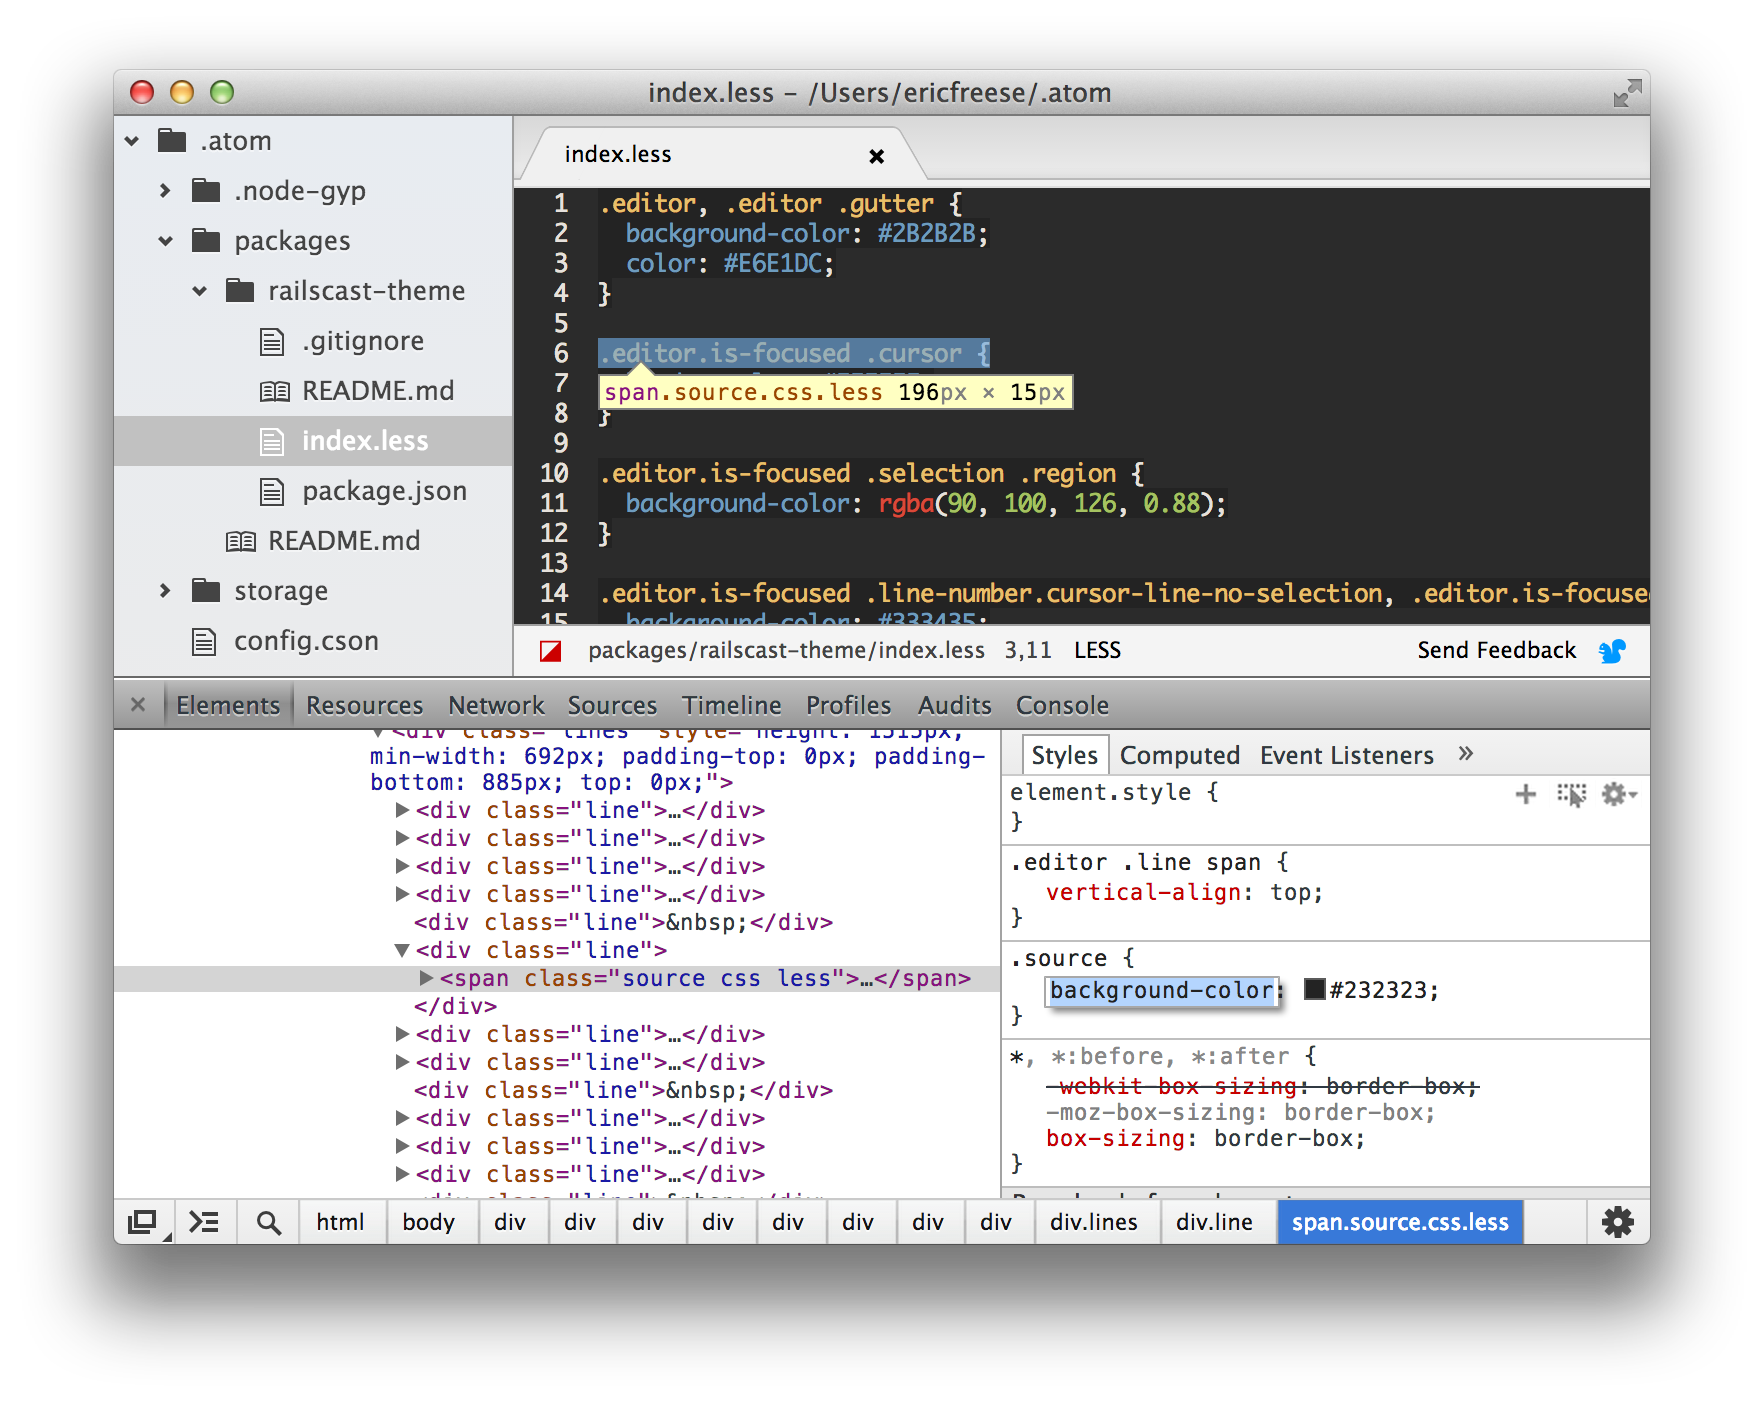 index.less – /Users/ericfreese/.atom
.atom
.node-gyp
packages
railscast-theme
.gitignore
README.md
index.less
package.json
README.md
storage
config.cson
index.less
1 .editor, .editor .gutter {
2 background-color: #2B2B2B;
3 color: #E6E1DC;
4 }
5
6 .editor.is-focused .cursor {
7
span.source.css.less 196px × 15px
8 }
9
10 .editor.is-focused .selection .region {
11 background-color: rgba(90, 100, 126, 0.88);
12 }
13
14 .editor.is-focused .line-number.cursor-line-no-selection, .editor.is-focuse
15 background-color: #333435;
packages/railscast-theme/index.less 3,11 LESS Send Feedback
Elements Resources Network Sources Timeline Profiles Audits Console
<div class="lines" style="height: 1515px;
min-width: 692px; padding-top: 0px; padding-
bottom: 885px; top: 0px;">
<div class="line">…</div>
<div class="line">…</div>
<div class="line">…</div>
<div class="line">…</div>
<div class="line">&nbsp;</div>
<div class="line">
<span class="source css less">…</span>
</div>
<div class="line">…</div>
<div class="line">…</div>
<div class="line">&nbsp;</div>
<div class="line">…</div>
<div class="line">…</div>
<div class="line">…</div>
<div class="line">&nbsp;</div>
Styles Computed Event Listeners »
element.style {
}
.editor .line span {
vertical-align: top;
}
.source {
background-color: #232323;
}
*, *:before, *:after {
-webkit-box-sizing: border-box;
-moz-box-sizing: border-box;
box-sizing: border-box;
}
html body div div div div div div div div div.lines div.line span.source.css.less